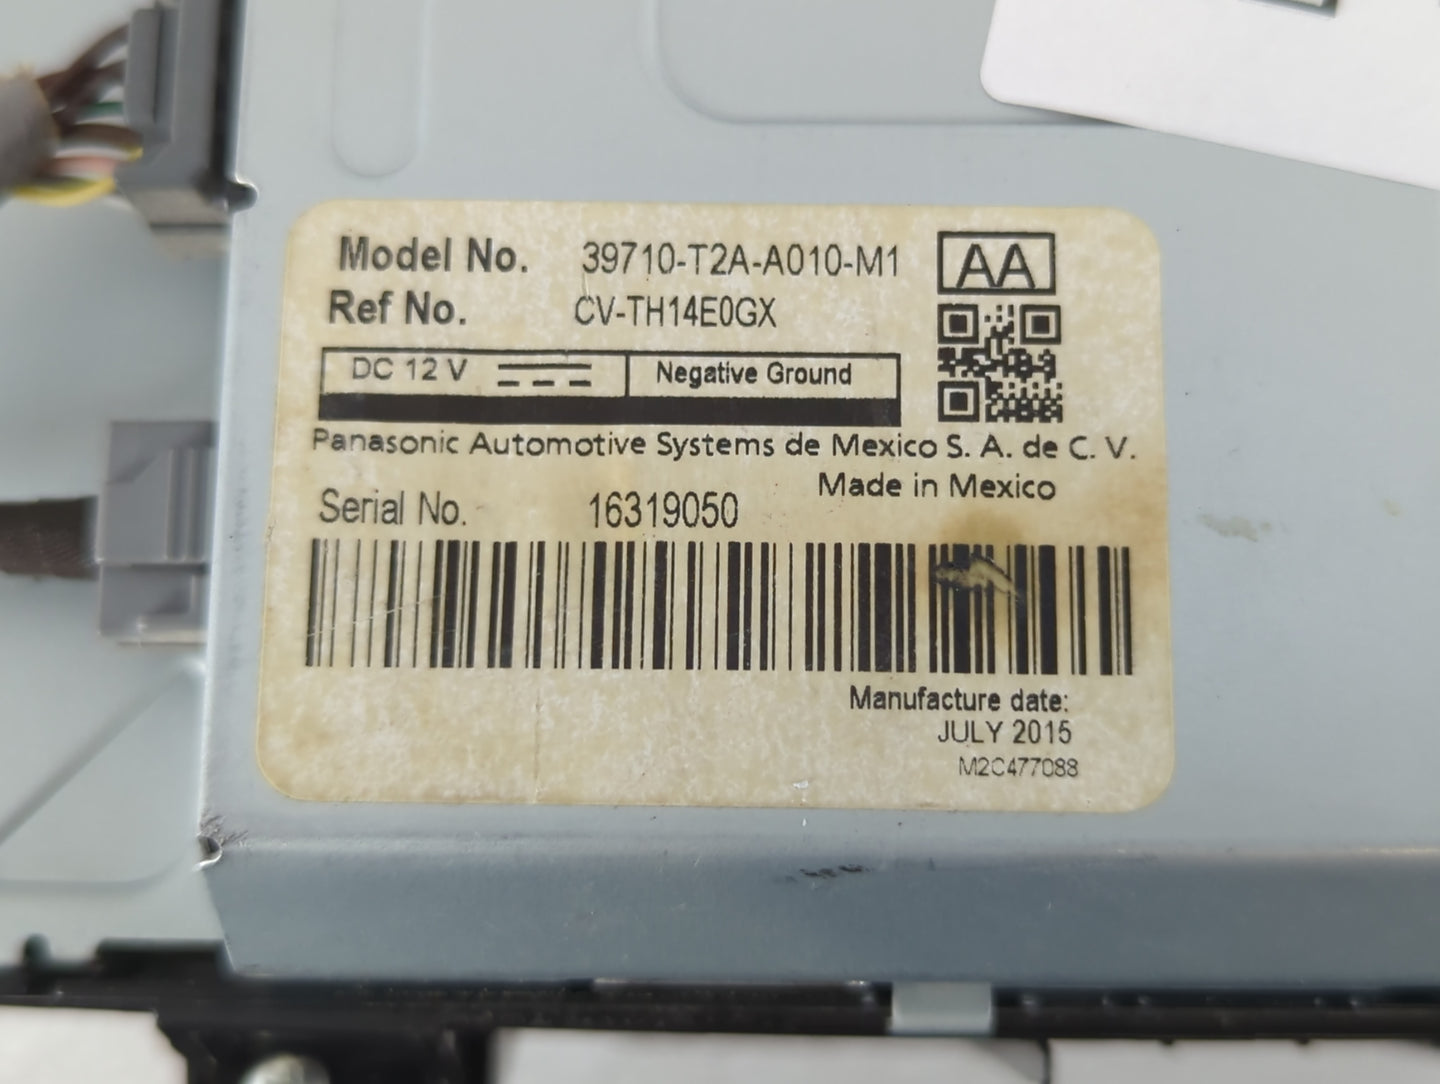 Model No. 39710-T2A-A010-M1 AA
Ref No. CV-TH14E0GX
DC 12 V Negative Ground
Panasonic Automotive Systems de Mexico S. A. de C. V.
Made in Mexico
Serial No. 16319050
Manufacture date:
JULY 2015
M2C477088